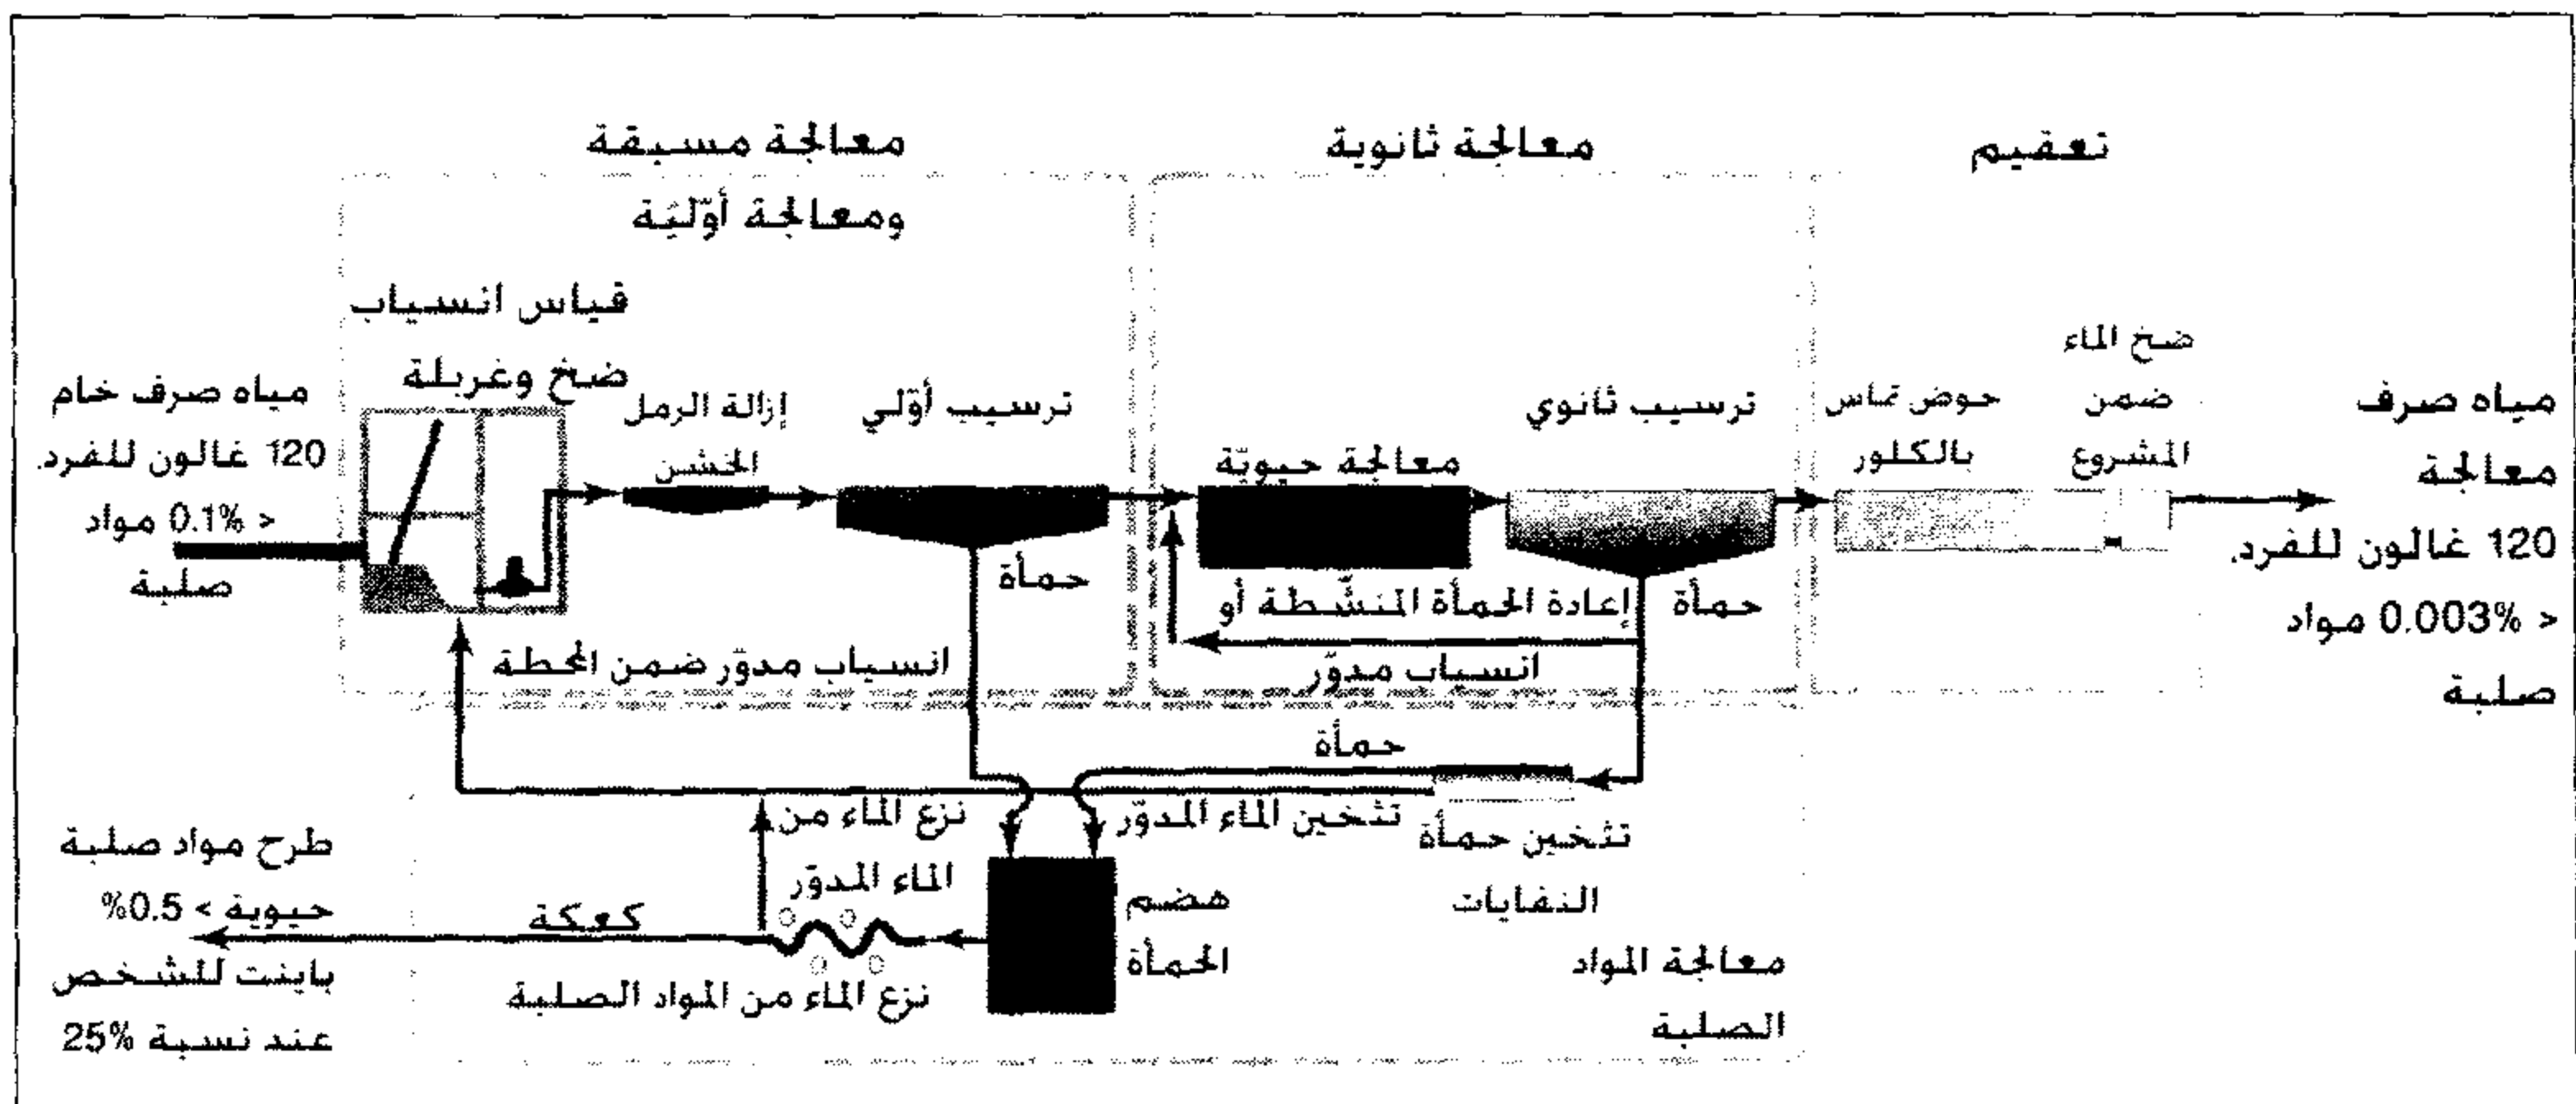 معالجة مسبقة
ومعالجة أوّليّة
معالجة ثانوية
تعقيم
قياس انسياب
ضخ وغربلة
مياه صرف خام
120 غالون للفرد.
< 0.1% مواد
صلبة
إزالة الرمل
الخشن
ترسيب أوّلي
حمأة
انسياب مدوّر ضمن المحطة
معالجة حيويّة
ترسيب ثانوي
إعادة الحمأة المنشّطة أو
انسياب مدوّر
حمأة
حوض تماس
بالكلور
ضخ الماء
ضمن
المشروع
مياه صرف
معالجة
120 غالون للفرد.
< 0.003% مواد
صلبة
حمأة
تثخين الماء المدوّر
تثخين حمأة
النفايات
نزع الماء من
الماء المدوّر
هضم
الحمأة
معالجة المواد
الصلبة
نزع الماء من المواد الصلبة
كعكة
طرح مواد صلبة
حيوية > 0.5%
باينت للشخص
عند نسبة 25%